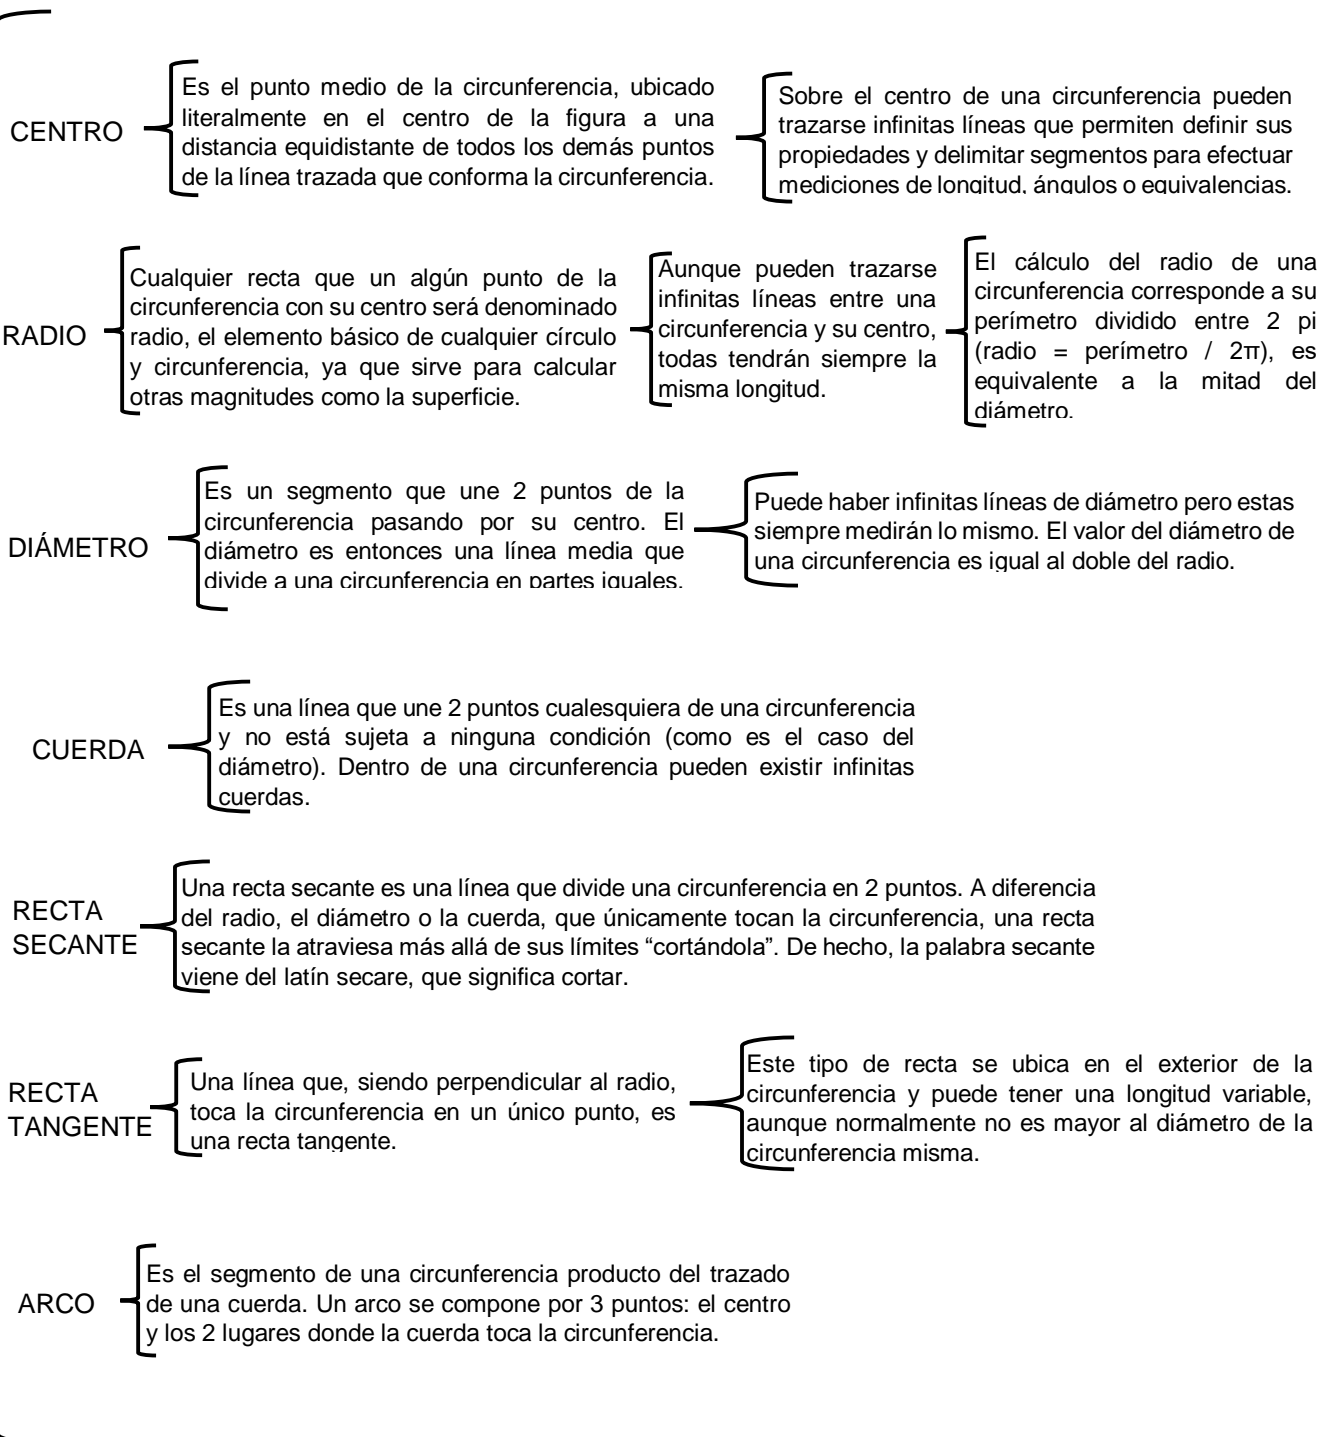 CENTRO
Es el punto medio de la circunferencia, ubicado
literalmente en el centro de la figura a una
distancia equidistante de todos los demás puntos
de la línea trazada que conforma la circunferencia.
Sobre el centro de una circunferencia pueden
trazarse infinitas líneas que permiten definir sus
propiedades y delimitar segmentos para efectuar
mediciones de longitud, ángulos o equivalencias.
RADIO
Cualquier recta que un algún punto de la
circunferencia con su centro será denominado
radio, el elemento básico de cualquier círculo
y circunferencia, ya que sirve para calcular
otras magnitudes como la superficie.
Aunque pueden trazarse
infinitas líneas entre una
circunferencia y su centro,
todas tendrán siempre la
misma longitud.
El cálculo del radio de una
circunferencia corresponde a su
perímetro dividido entre 2 pi
(radio = perímetro / 2π), es
equivalente a la mitad del
diámetro.
DIÁMETRO
Es un segmento que une 2 puntos de la
circunferencia pasando por su centro. El
diámetro es entonces una línea media que
divide a una circunferencia en partes iguales.
Puede haber infinitas líneas de diámetro pero estas
siempre medirán lo mismo. El valor del diámetro de
una circunferencia es igual al doble del radio.
CUERDA
Es una línea que une 2 puntos cualesquiera de una circunferencia
y no está sujeta a ninguna condición (como es el caso del
diámetro). Dentro de una circunferencia pueden existir infinitas
cuerdas.
RECTA
SECANTE
Una recta secante es una línea que divide una circunferencia en 2 puntos. A diferencia
del radio, el diámetro o la cuerda, que únicamente tocan la circunferencia, una recta
secante la atraviesa más allá de sus límites “cortándola”. De hecho, la palabra secante
viene del latín secare, que significa cortar.
RECTA
TANGENTE
Una línea que, siendo perpendicular al radio,
toca la circunferencia en un único punto, es
una recta tangente.
Este tipo de recta se ubica en el exterior de la
circunferencia y puede tener una longitud variable,
aunque normalmente no es mayor al diámetro de la
circunferencia misma.
ARCO
Es el segmento de una circunferencia producto del trazado
de una cuerda. Un arco se compone por 3 puntos: el centro
y los 2 lugares donde la cuerda toca la circunferencia.